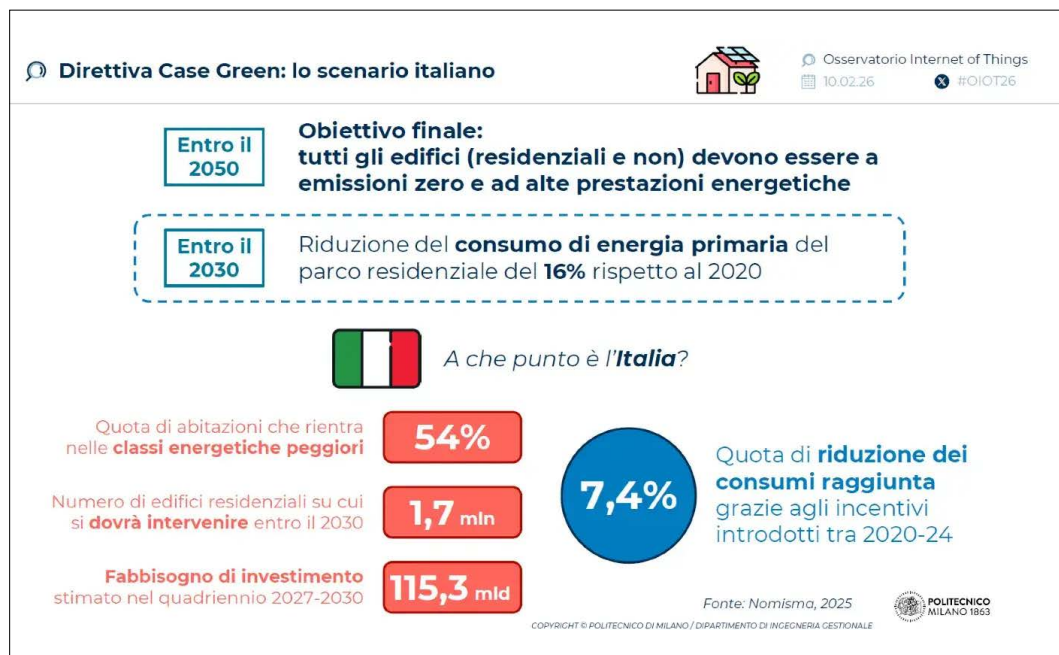 Direttiva Case Green: lo scenario italiano
Osservatorio Internet of Things
10.02.26
#OIOT26
Entro il
2050
Obiettivo finale:
tutti gli edifici (residenziali e non) devono essere a
emissioni zero e ad alte prestazioni energetiche
Entro il
2030
Riduzione del consumo di energia primaria del
parco residenziale del 16% rispetto al 2020
A che punto è l'Italia?
Quota di abitazioni che rientra
nelle classi energetiche peggiori
54%
Numero di edifici residenziali su cui
si dovrà intervenire entro il 2030
1,7 mln
Fabbisogno di investimento
stimato nel quadriennio 2027-2030
115,3 mld
7,4%
Quota di riduzione dei
consumi raggiunta
grazie agli incentivi
introdotti tra 2020-24
Fonte: Nomisma, 2025
POLITECNICO
MILANO 1863
COPYRIGHT © POLITECNICO DI MILANO / DIPARTIMENTO DI INGEGNERIA GESTIONALE